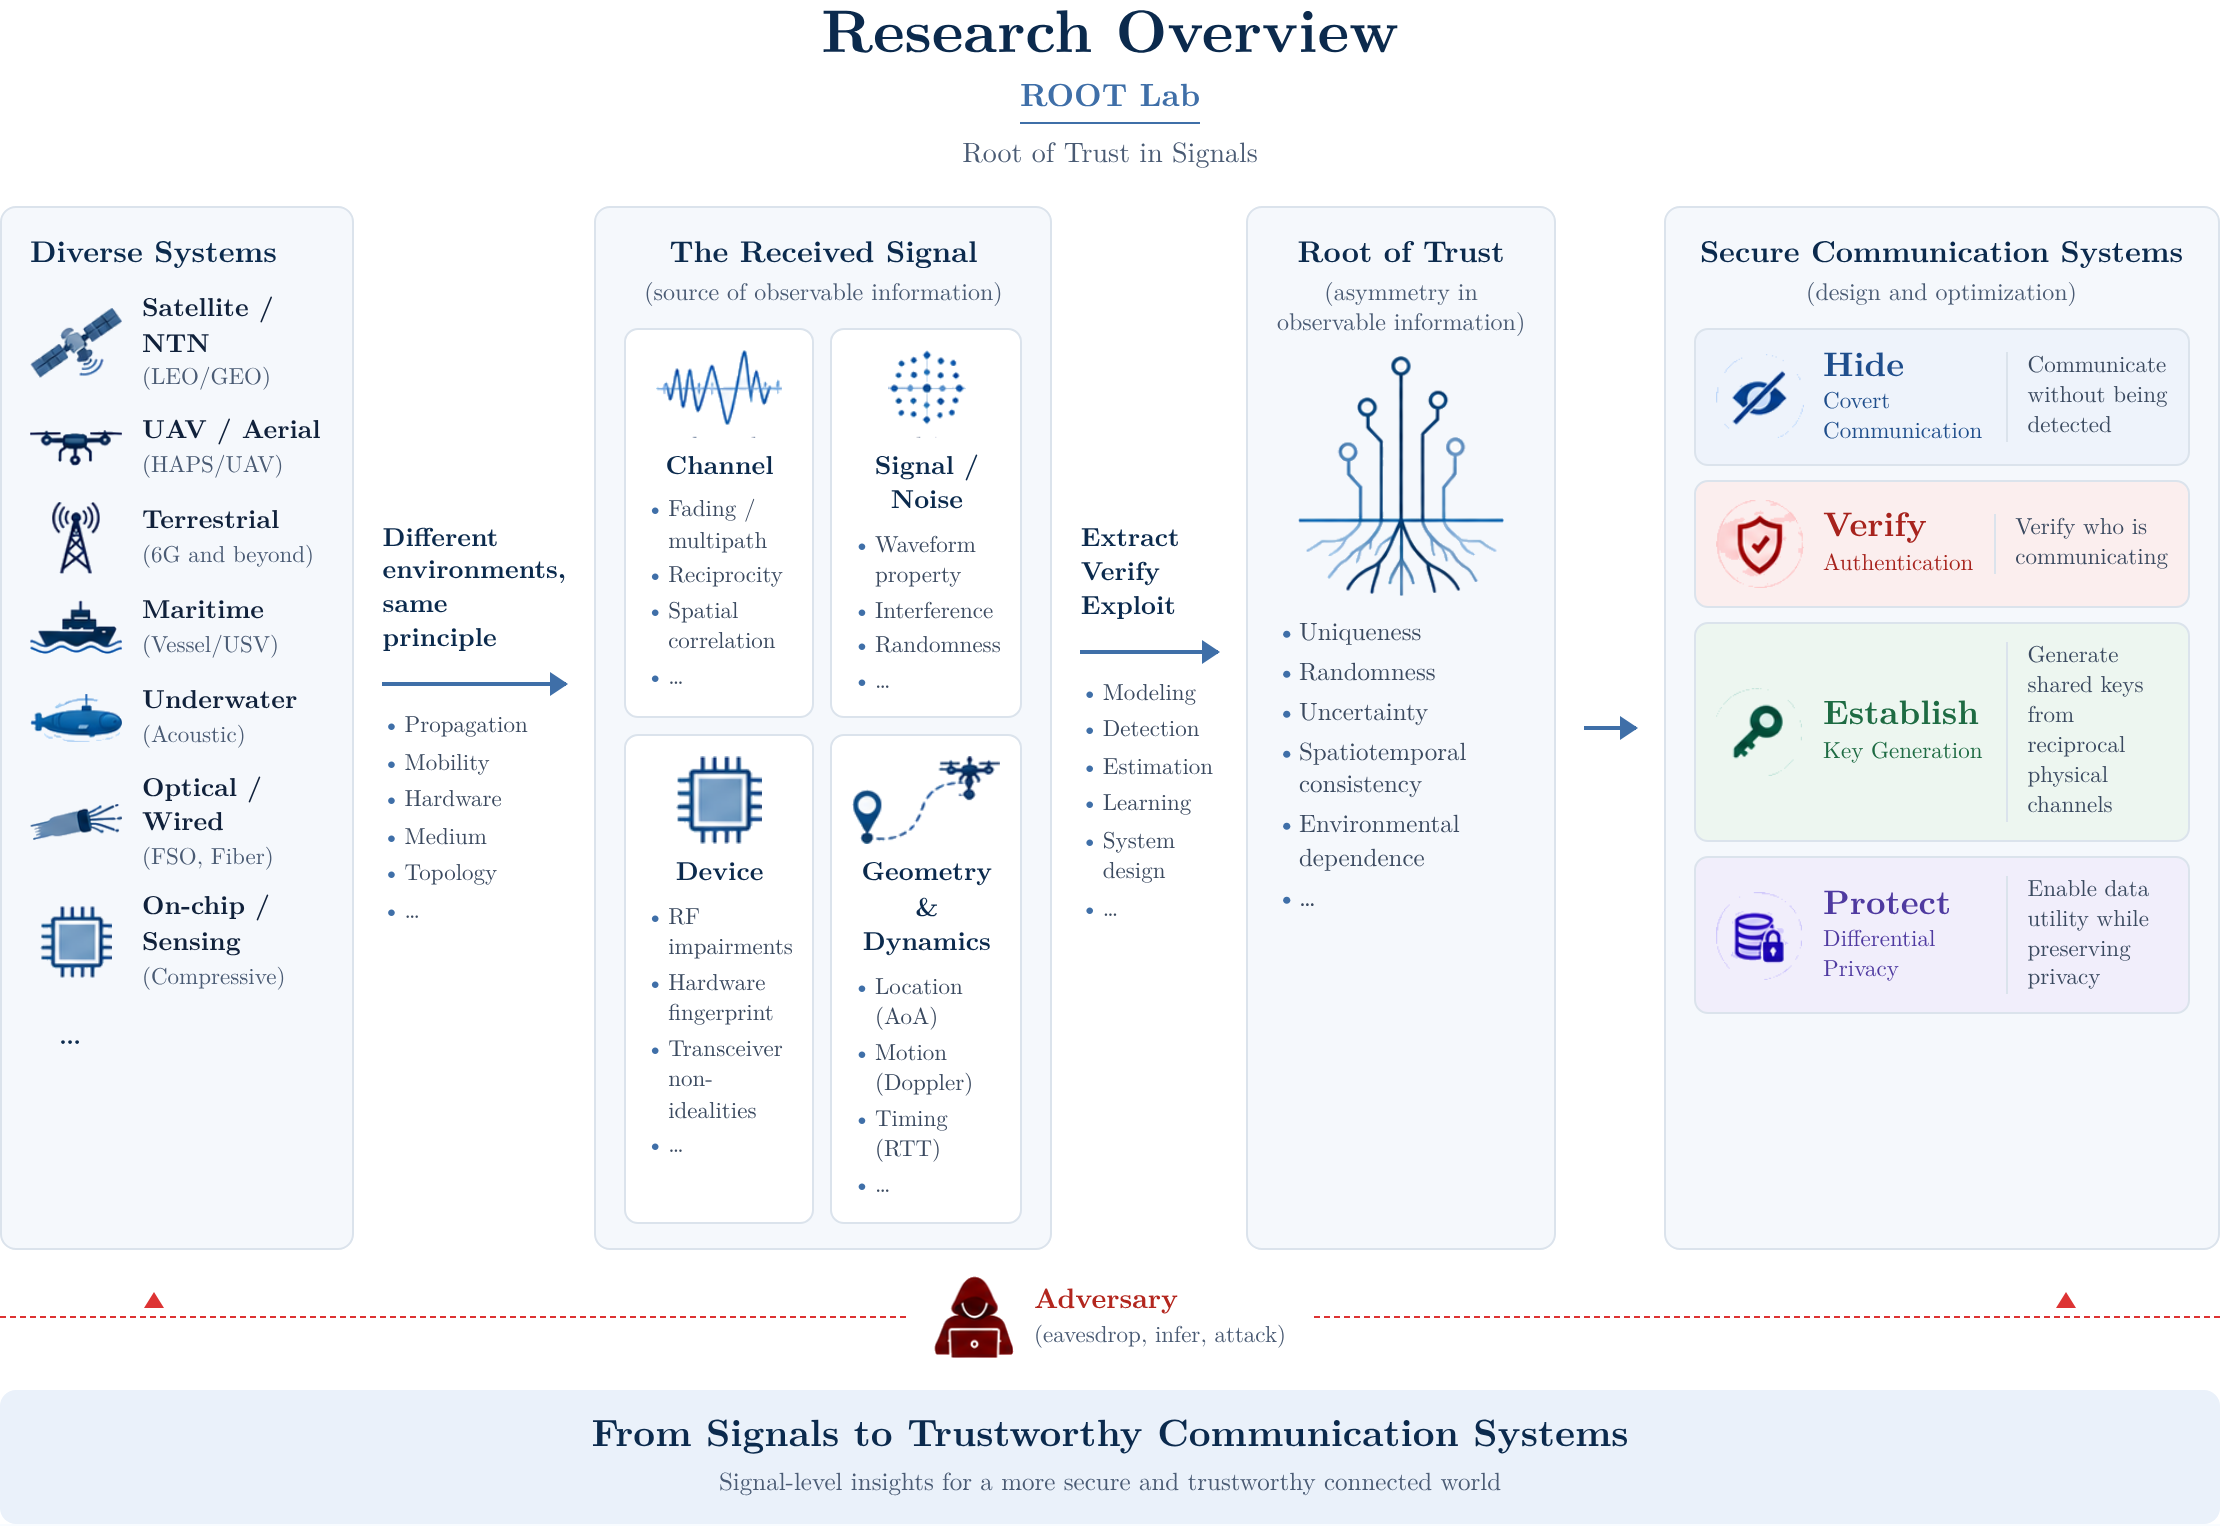 Research Overview
ROOT Lab
Root of Trust in Signals
Diverse Systems
Satellite /
NTN
(LEO/GEO)
UAV / Aerial
(HAPS/UAV)
Terrestrial
(6G and beyond)
Maritime
(Vessel/USV)
Underwater
(Acoustic)
Optical /
Wired
(FSO, Fiber)
On-chip /
Sensing
(Compressive)
...
Different
environments,
same
principle
• Propagation
• Mobility
• Hardware
• Medium
• Topology
• ...
The Received Signal
(source of observable information)
Channel
• Fading /
multipath
• Reciprocity
• Spatial
correlation
• ...
Signal /
Noise
• Waveform
property
• Interference
• Randomness
• ...
Device
• RF
impairments
• Hardware
fingerprint
• Transceiver
non-
idealities
• ...
Geometry
&
Dynamics
• Location
(AoA)
• Motion
(Doppler)
• Timing
(RTT)
• ...
Extract
Verify
Exploit
• Modeling
• Detection
• Estimation
• Learning
• System
design
• ...
Root of Trust
(asymmetry in
observable information)
• Uniqueness
• Randomness
• Uncertainty
• Spatiotemporal
consistency
• Environmental
dependence
• ...
Secure Communication Systems
(design and optimization)
Hide
Covert
Communication
Communicate
without being
detected
Verify
Authentication
Verify who is
communicating
Establish
Key Generation
Generate
shared keys
from
reciprocal
physical
channels
Protect
Differential
Privacy
Enable data
utility while
preserving
privacy
Adversary
(eavesdrop, infer, attack)
From Signals to Trustworthy Communication Systems
Signal-level insights for a more secure and trustworthy connected world